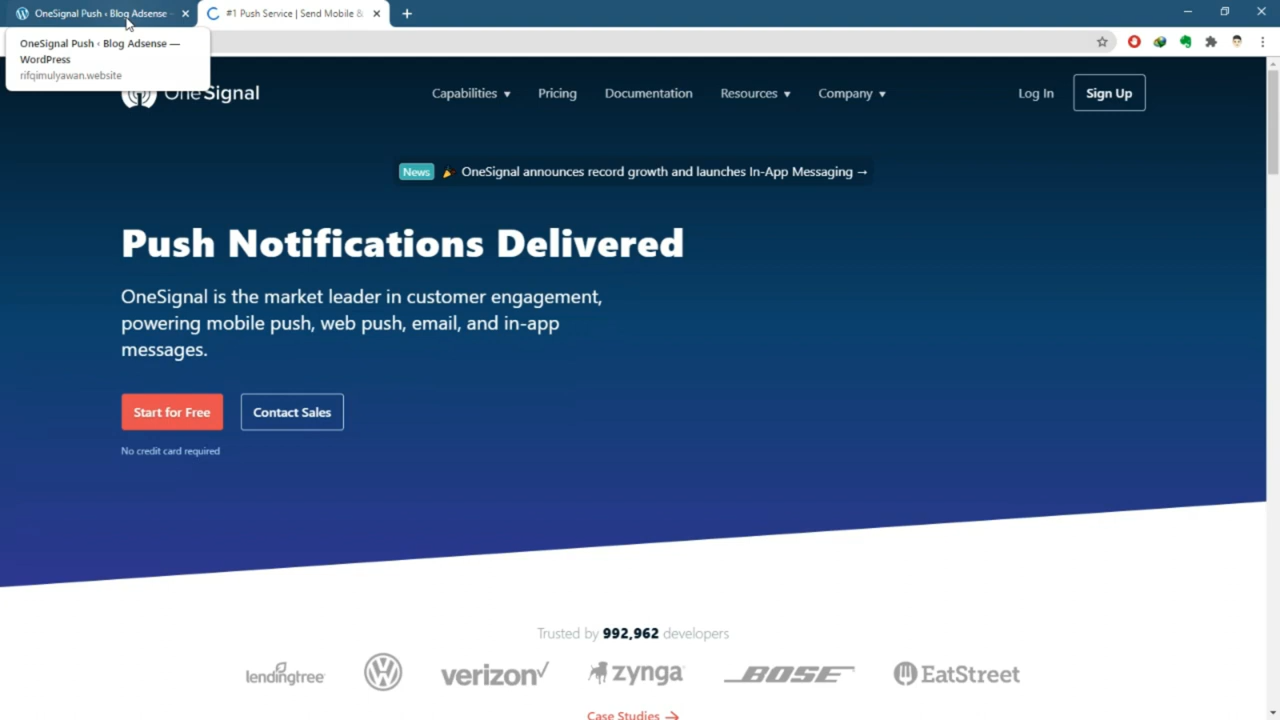 OneSignal Push ‹ Blog Adsense
#1 Push Service | Send Mobile &
OneSignal Push ‹ Blog Adsense —
WordPress
rifqimulyawan.website
OneSignal
Capabilities
Pricing
Documentation
Resources
Company
Log In
Sign Up
News
OneSignal announces record growth and launches In-App Messaging →
Push Notifications Delivered
OneSignal is the market leader in customer engagement,
powering mobile push, web push, email, and in-app
messages.
Start for Free
Contact Sales
No credit card required
Trusted by 992,962 developers
lendingtree
verizon
zynga
BOSE
EatStreet
Case Studies →